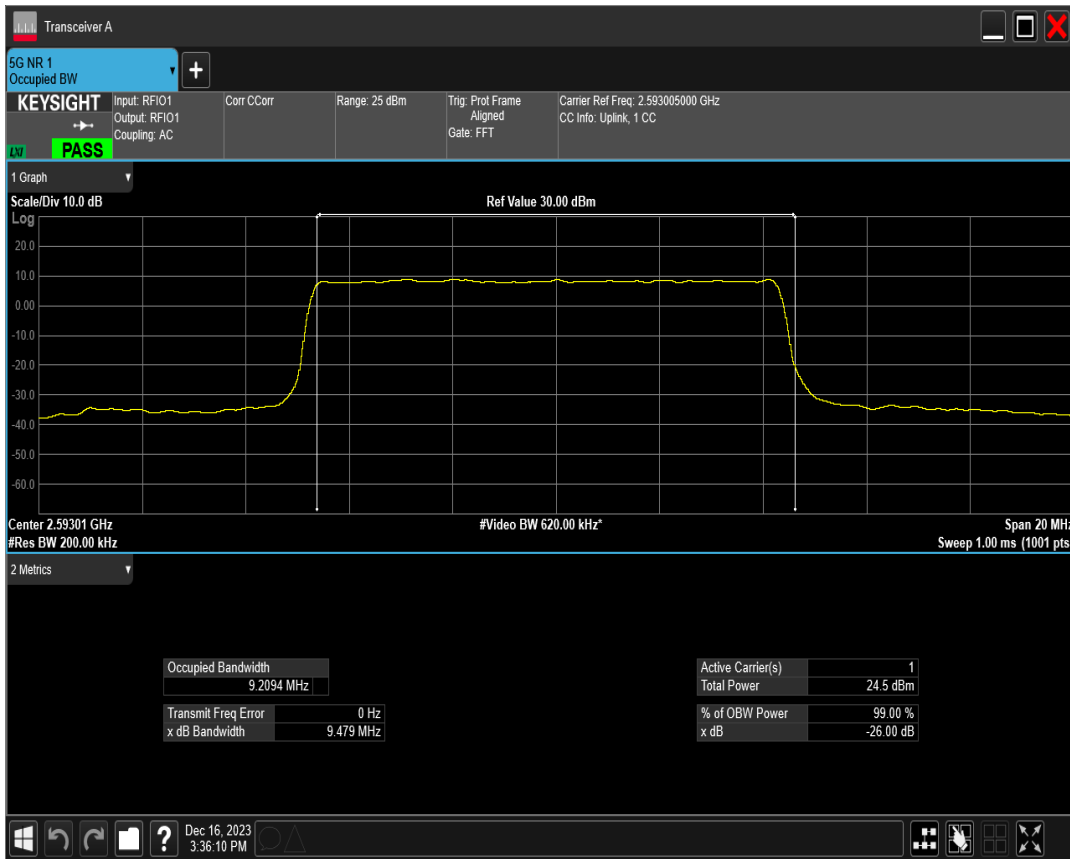 Transceiver A
5G NR 1
Occupied BW
KEYSIGHT
LXI
PASS
Input: RFIO1
Output: RFIO1
Coupling: AC
Corr CCorr
Range: 25 dBm
Trig: Prot Frame
Aligned
Gate: FFT
Carrier Ref Freq: 2.593005000 GHz
CC Info: Uplink, 1 CC
1 Graph
Scale/Div 10.0 dB
Ref Value 30.00 dBm
Log
20.0
10.0
0.00
-10.0
-20.0
-30.0
-40.0
-50.0
-60.0
Center 2.59301 GHz
#Video BW 620.00 kHz*
Span 20 MHz
#Res BW 200.00 kHz
Sweep 1.00 ms (1001 pts
2 Metrics
Occupied Bandwidth
9.2094 MHz
Transmit Freq Error 0 Hz
x dB Bandwidth 9.479 MHz
Active Carrier(s) 1
Total Power 24.5 dBm
% of OBW Power 99.00 %
x dB -26.00 dB
?
Dec 16, 2023
3:36:10 PM